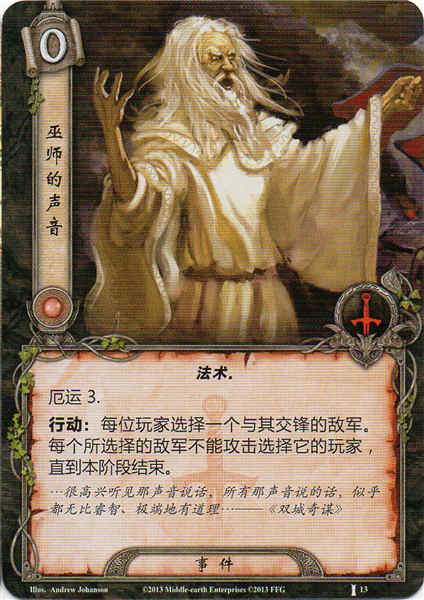 0
巫师的声音
法术.
厄运 3.
行动：每位玩家选择一个与其交锋的敌军。
每个所选择的敌军不能攻击选择它的玩家，
直到本阶段结束。
…很高兴听见那声音说话，所有那声音说的话，似乎
都无比睿智、极端地有道理…——《双城奇谋》
事件
Illus. Andrew Johanson ©2013 Middle-earth Enterprises ©2013 FFG 13